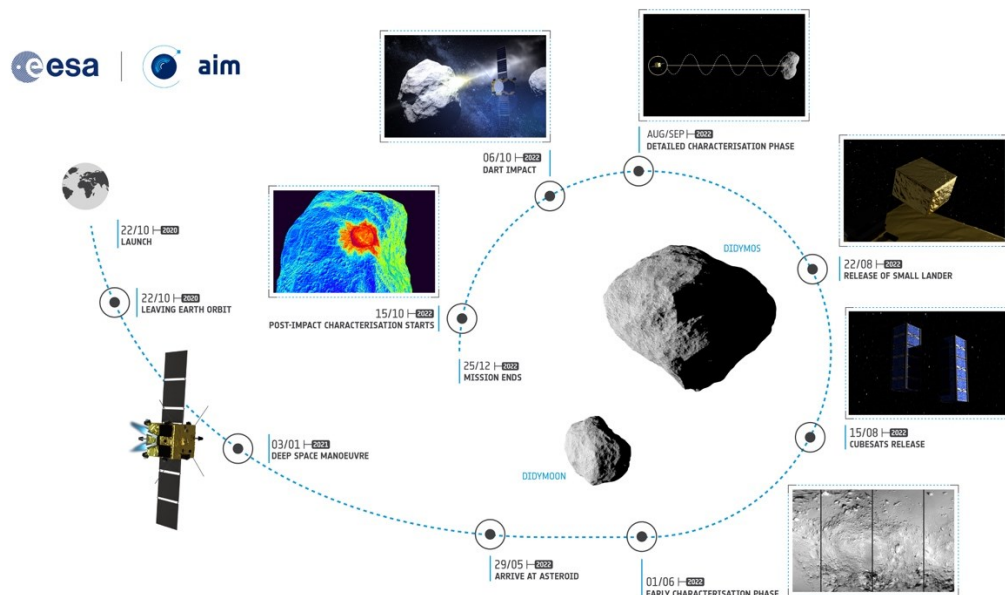 esa
aim
22/10 2020
LAUNCH
22/10 2020
LEAVING EARTH ORBIT
03/01 2021
DEEP SPACE MANOEUVRE
29/05 2022
ARRIVE AT ASTEROID
01/06 2022
EARLY CHARACTERISATION PHASE
15/08 2022
CUBESATS RELEASE
22/08 2022
RELEASE OF SMALL LANDER
AUG/SEP 2022
DETAILED CHARACTERISATION PHASE
06/10 2022
DART IMPACT
15/10 2022
POST-IMPACT CHARACTERISATION STARTS
25/12 2022
MISSION ENDS
DIDYMOS
DIDYMOON